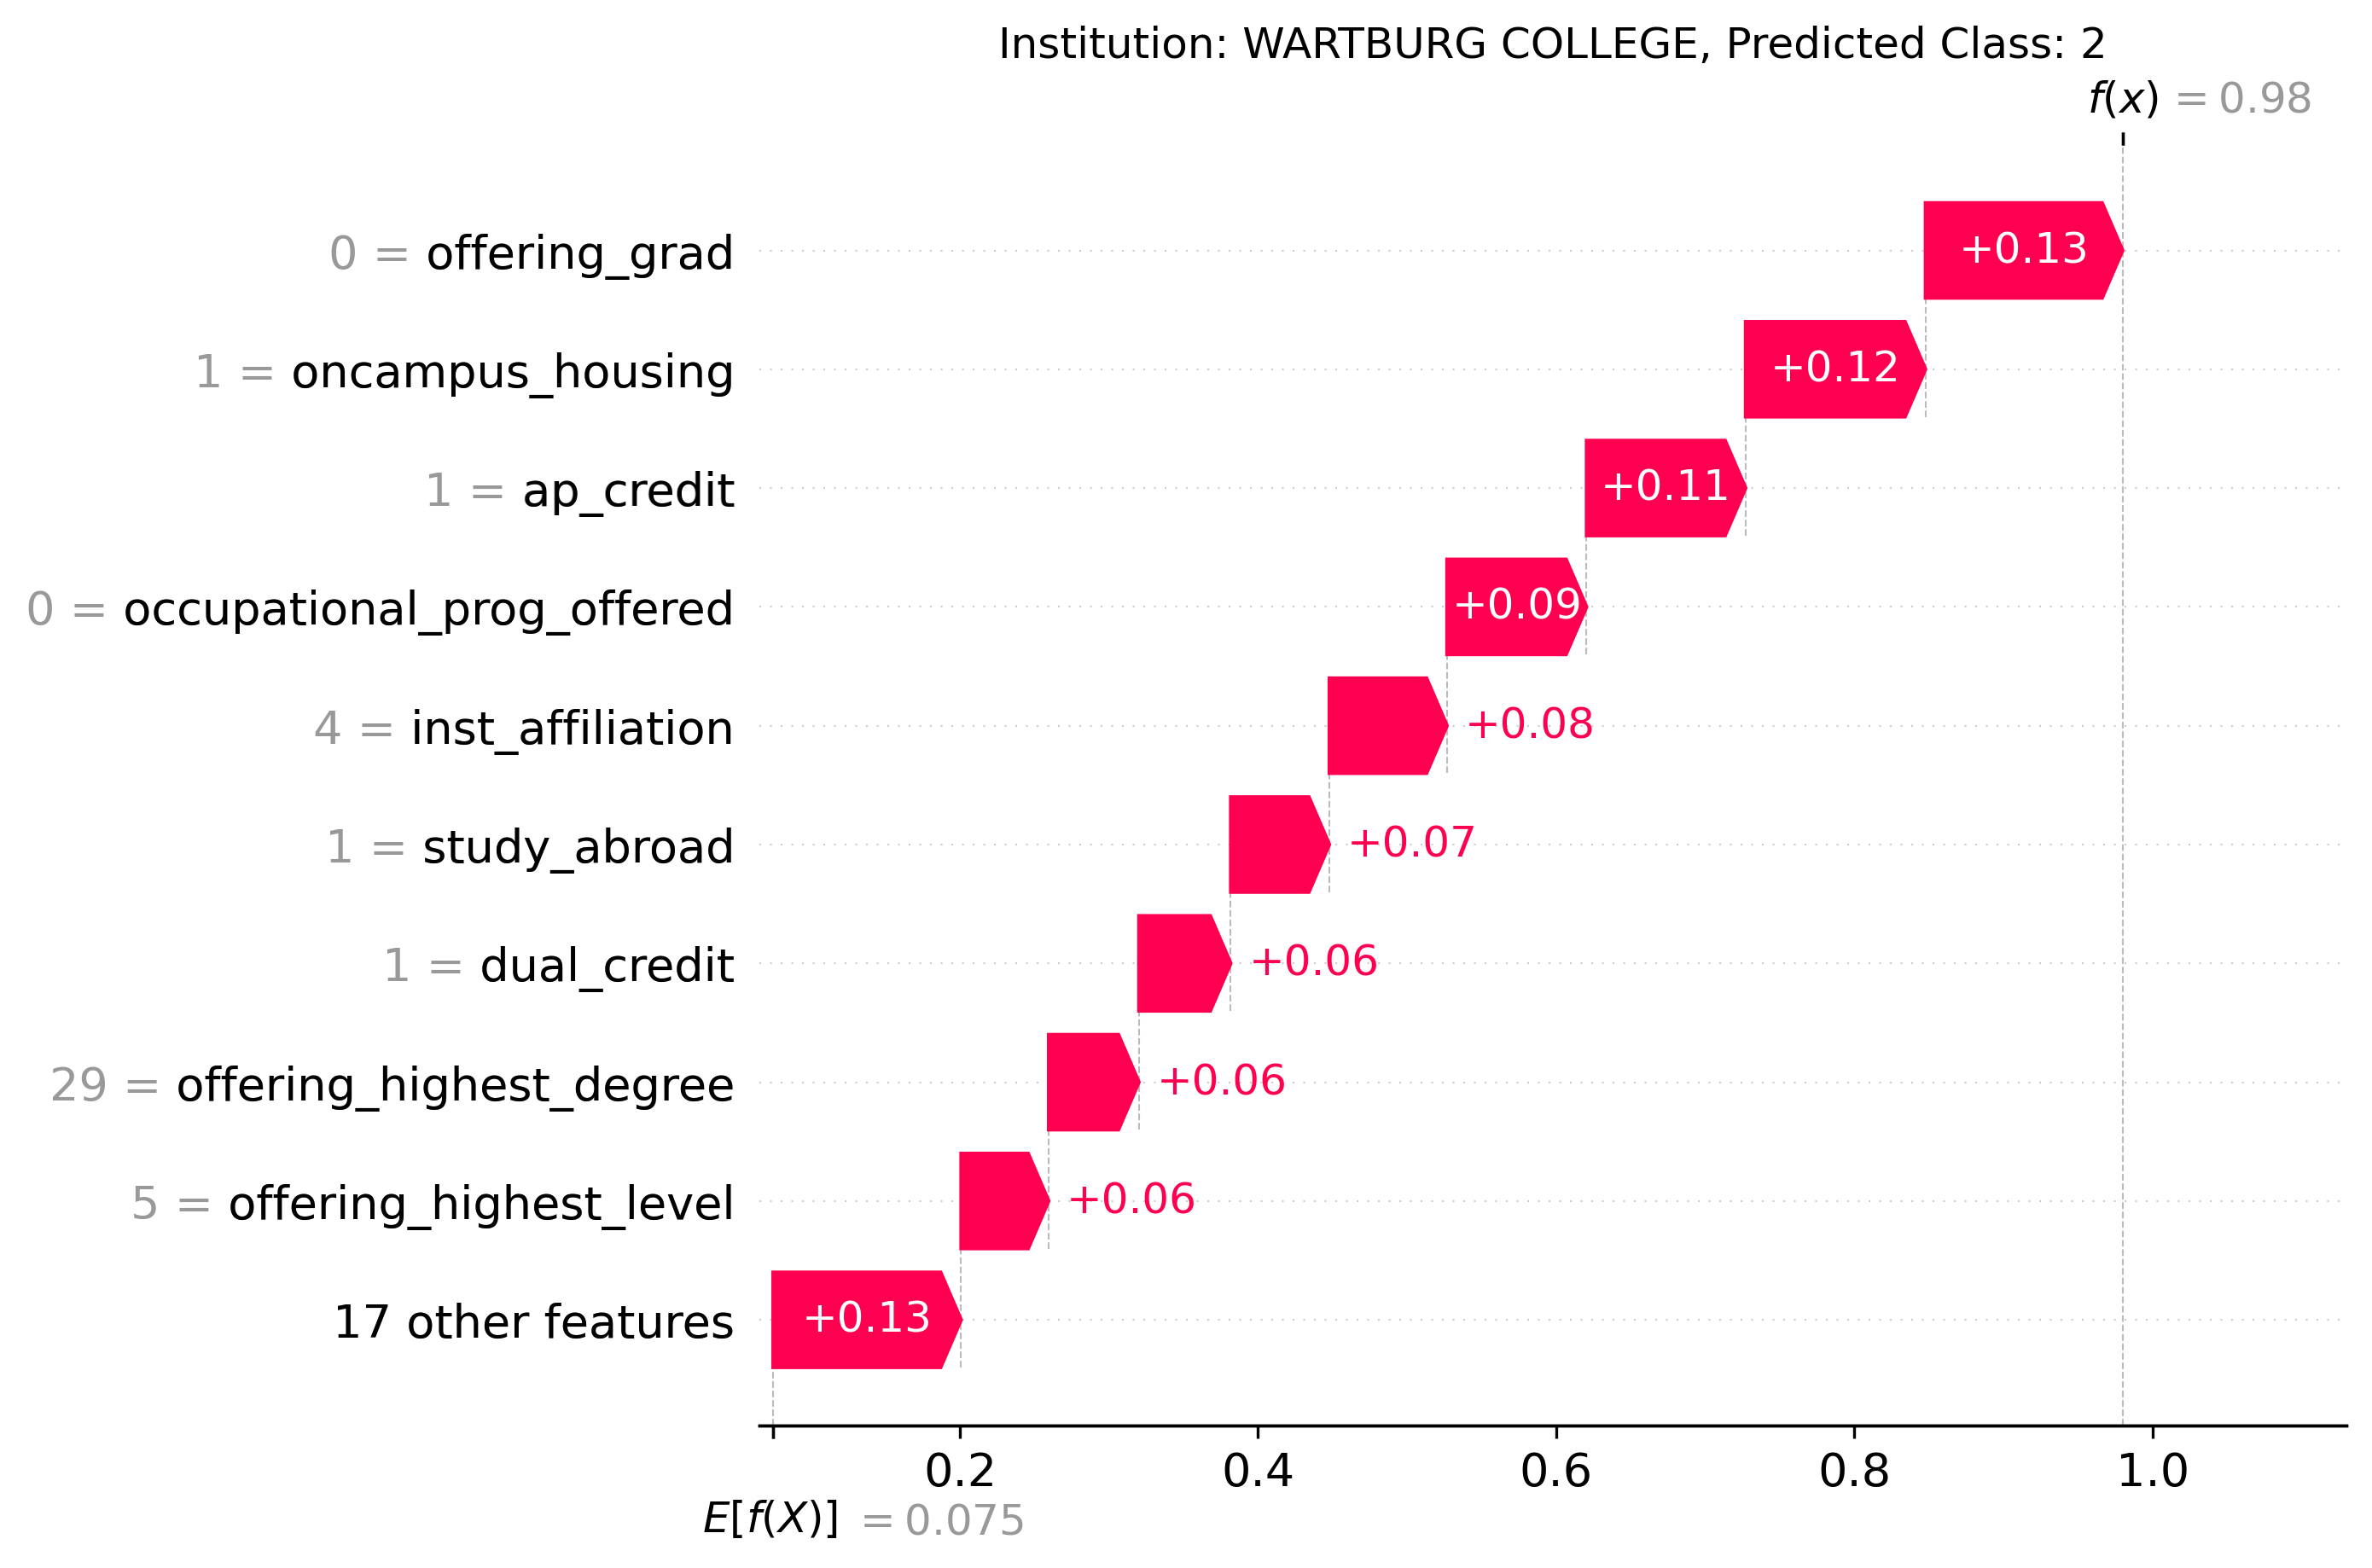 Institution: WARTBURG COLLEGE, Predicted Class: 2
f(x) = 0.98
0 = offering_grad +0.13
1 = oncampus_housing +0.12
1 = ap_credit +0.11
0 = occupational_prog_offered +0.09
4 = inst_affiliation +0.08
1 = study_abroad +0.07
1 = dual_credit +0.06
29 = offering_highest_degree +0.06
5 = offering_highest_level +0.06
17 other features +0.13
0.2 0.4 0.6 0.8 1.0
E[f(X)] = 0.075